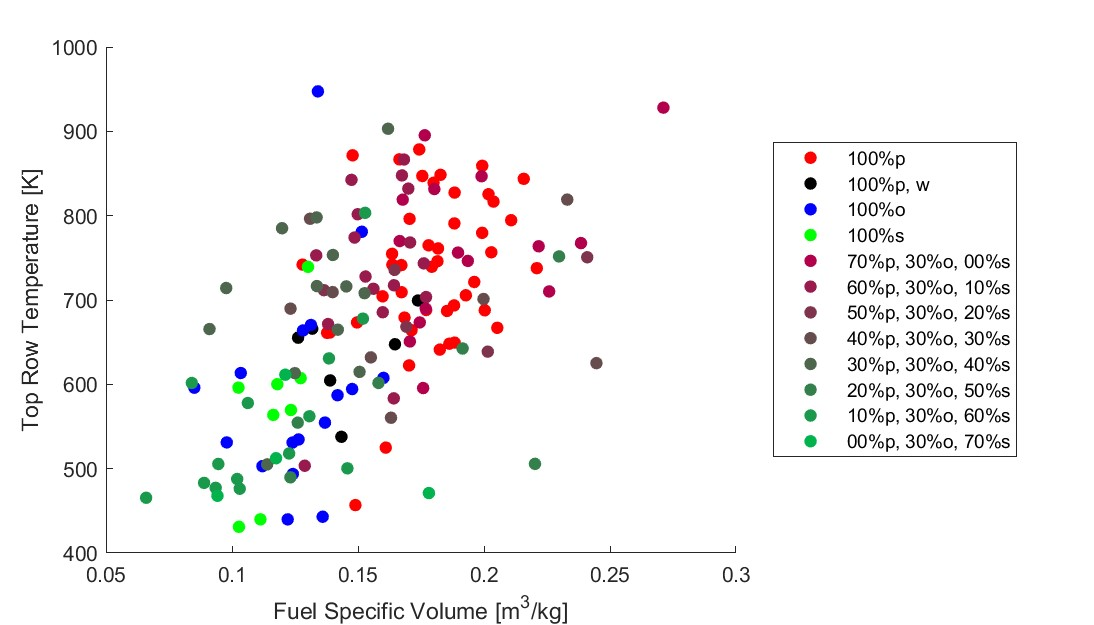 1000
900
800
700
600
500
400
0.05 0.1 0.15 0.2 0.25 0.3
Top Row Temperature [K]
Fuel Specific Volume [m³/kg]
100%p
100%p, w
100%o
100%s
70%p, 30%o, 00%s
60%p, 30%o, 10%s
50%p, 30%o, 20%s
40%p, 30%o, 30%s
30%p, 30%o, 40%s
20%p, 30%o, 50%s
10%p, 30%o, 60%s
00%p, 30%o, 70%s